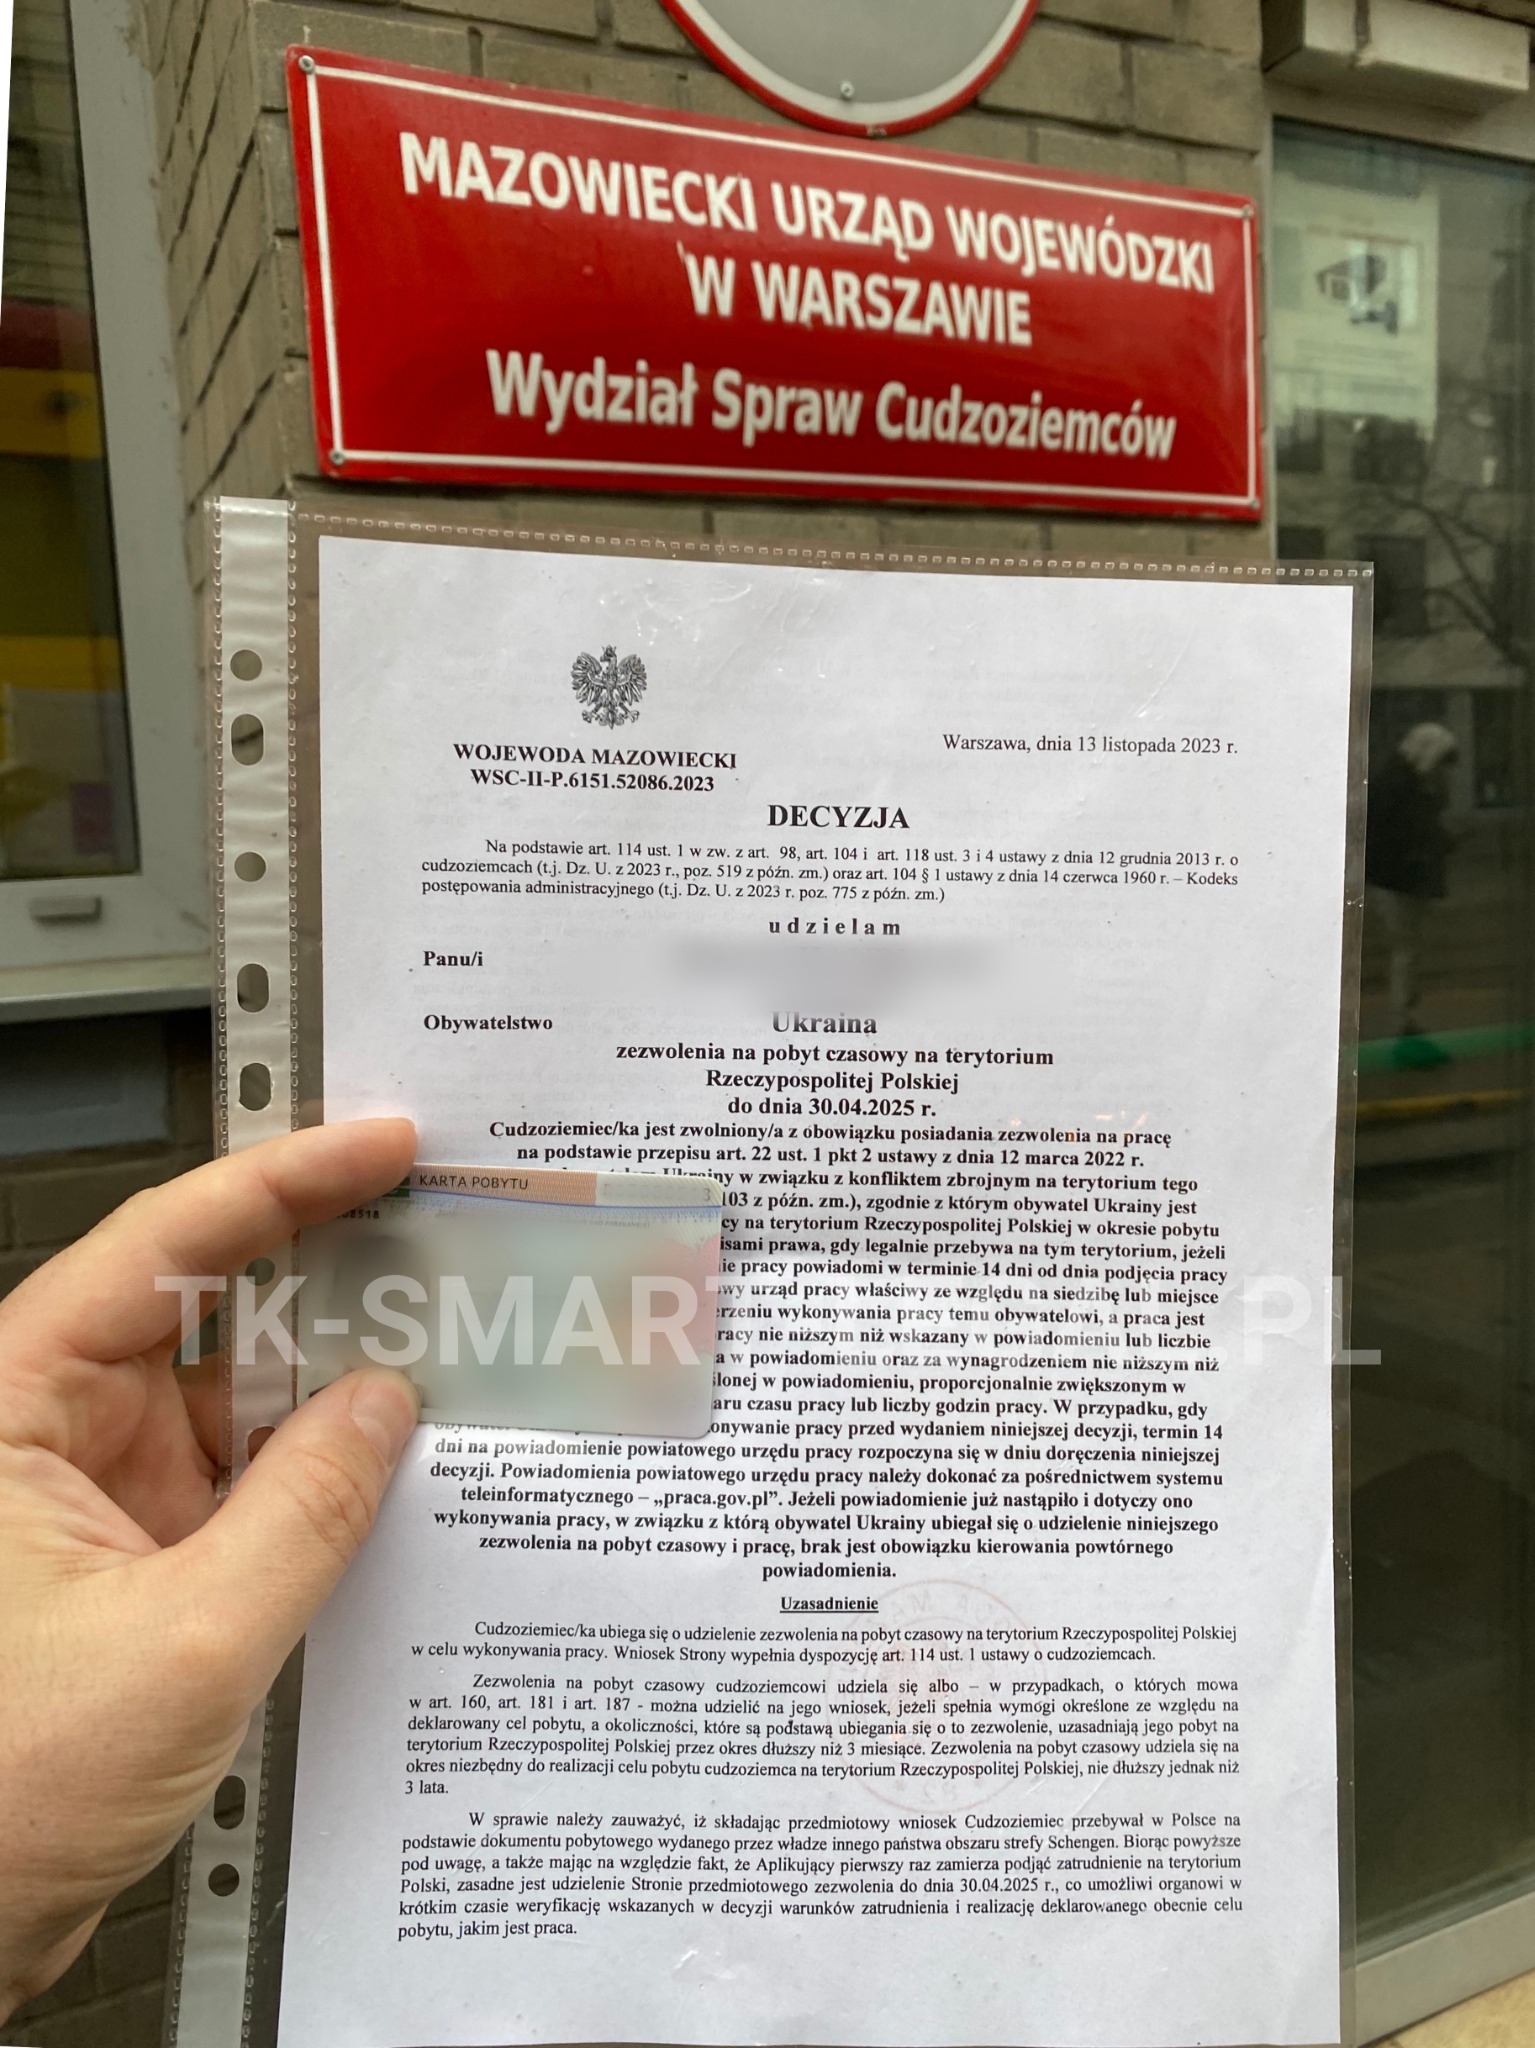 MAZOWIECKI URZĄD WOJEWÓDZKI
W WARSZAWIE
Wydział Spraw Cudzoziemców
WOJEWODA MAZOWIECKI
WSC-II-P.6151.52086.2023
Warszawa, dnia 13 listopada 2023 r.
DECYZJA
Na podstawie art. 114 ust. 1 w zw. z art. 98, art. 104 i art. 118 ust. 3 i 4 ustawy z dnia 12 grudnia 2013 r. o
cudzoziemcach (t.j. Dz. U. z 2023 r., poz. 519 z późn. zm.) oraz art. 104 § 1 ustawy z dnia 14 czerwca 1960 r. – Kodeks
postępowania administracyjnego (t.j. Dz. U. z 2023 r. poz. 775 z późn. zm.)
udzielam
Panu/i
Obywatelstwo Ukraina
zezwolenia na pobyt czasowy na terytorium
Rzeczypospolitej Polskiej
do dnia 30.04.2025 r.
Cudzoziemiec/ka jest zwolniony/a z obowiązku posiadania zezwolenia na pracę
na podstawie przepisu art. 22 ust. 1 pkt 2 ustawy z dnia 12 marca 2022 r.
w związku z konfliktem zbrojnym na terytorium tego
KARTA POBYTU
103 z późn. zm.), zgodnie z którym obywatel Ukrainy jest
na terytorium Rzeczypospolitej Polskiej w okresie pobytu
prawa, gdy legalnie przebywa na tym terytorium, jeżeli
pracy powiadomi w terminie 14 dni od dnia podjęcia pracy
urząd pracy właściwy ze względu na siedzibę lub miejsce
wykonywania pracy temu obywatelowi, a praca jest
nie niższym niż wskazany w powiadomieniu lub liczbie
w powiadomieniu oraz za wynagrodzeniem nie niższym niż
w powiadomieniu, proporcjonalnie zwiększonym w
czasu pracy lub liczby godzin pracy. W przypadku, gdy
pracy przed wydaniem niniejszej decyzji, termin 14
dni na powiadomienie powiatowego urzędu pracy rozpoczyna się w dniu doręczenia niniejszej
decyzji. Powiadomienia powiatowego urzędu pracy należy dokonać za pośrednictwem systemu
teleinformatycznego – „praca.gov.pl”. Jeżeli powiadomienie już nastąpiło i dotyczy ono
wykonywania pracy, w związku z którą obywatel Ukrainy ubiegał się o udzielenie niniejszego
zezwolenia na pobyt czasowy i pracę, brak jest obowiązku kierowania powtórnego
powiadomienia.
Uzasadnienie
Cudzoziemiec/ka ubiega się o udzielenie zezwolenia na pobyt czasowy na terytorium Rzeczypospolitej Polskiej
w celu wykonywania pracy. Wniosek Strony wypełnia dyspozycję art. 114 ust. 1 ustawy o cudzoziemcach.
Zezwolenia na pobyt czasowy cudzoziemcowi udziela się albo – w przypadkach, o których mowa
w art. 160, art. 181 i art. 187 - można udzielić na jego wniosek, jeżeli spełnia wymogi określone ze względu na
deklarowany cel pobytu, a okoliczności, które są podstawą ubiegania się o to zezwolenie, uzasadniają jego pobyt na
terytorium Rzeczypospolitej Polskiej przez okres dłuższy niż 3 miesiące. Zezwolenia na pobyt czasowy udziela się na
okres niezbędny do realizacji celu pobytu cudzoziemca na terytorium Rzeczypospolitej Polskiej, nie dłuższy jednak niż
3 lata.
W sprawie należy zauważyć, iż składając przedmiotowy wniosek Cudzoziemiec przebywał w Polsce na
podstawie dokumentu pobytowego wydanego przez władze innego państwa obszaru strefy Schengen. Biorąc powyższe
pod uwagę, a także mając na względzie fakt, że Aplikujący pierwszy raz zamierza podjąć zatrudnienie na terytorium
Polski, zasadne jest udzielenie Stronie przedmiotowego zezwolenia do dnia 30.04.2025 r., co umożliwi organowi w
krótkim czasie weryfikację wskazanych w decyzji warunków zatrudnienia i realizację deklarowanego obecnie celu
pobytu, jakim jest praca.